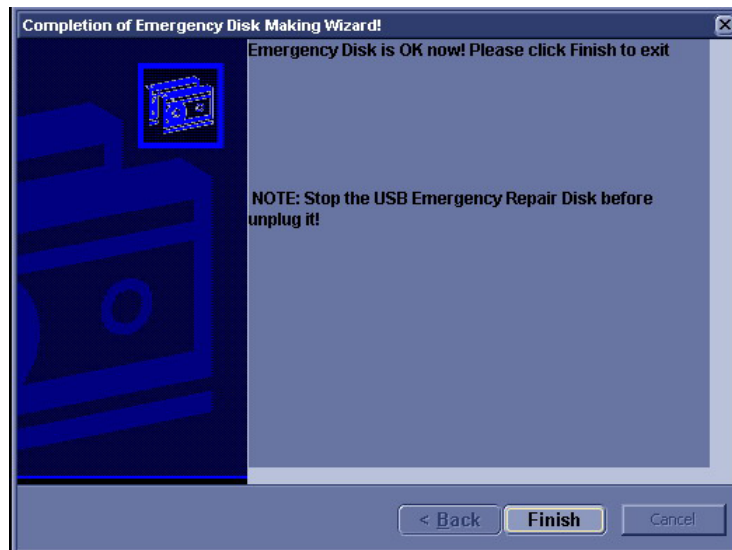 Completion of Emergency Disk Making Wizard!
Emergency Disk is OK now! Please click Finish to exit
NOTE: Stop the USB Emergency Repair Disk before
unplug it!
< Back
Finish
Cancel